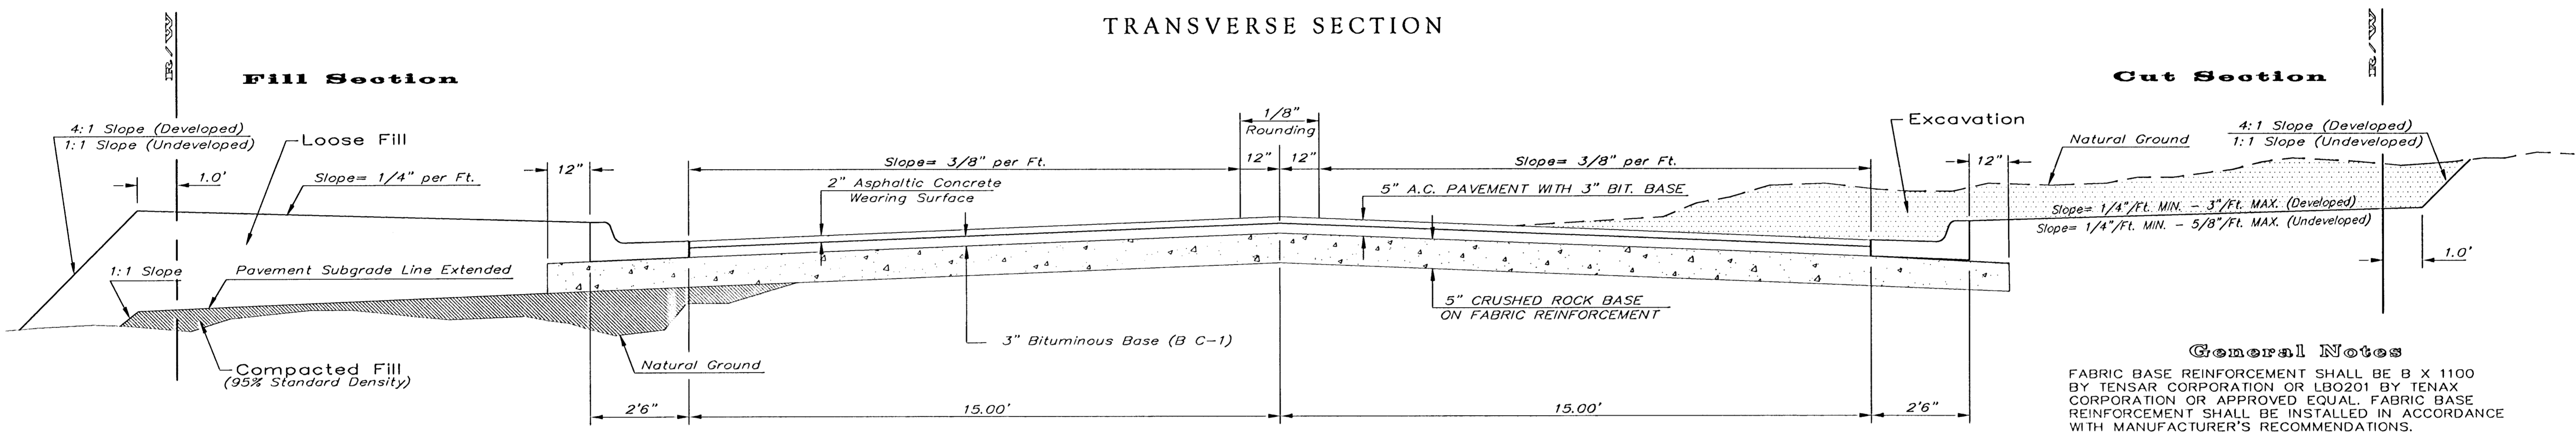 TRANSVERSE SECTION
R/W
Fill Section
4:1 Slope (Developed)
1:1 Slope (Undeveloped)
Loose Fill
1.0'
Slope= 1/4" per Ft.
12"
1:1 Slope
Pavement Subgrade Line Extended
Compacted Fill
(95% Standard Density)
Natural Ground
Slope= 3/8" per Ft.
2" Asphaltic Concrete
Wearing Surface
3" Bituminous Base (B C-1)
1/8"
Rounding
12"
12"
Slope= 3/8" per Ft.
5" A.C. PAVEMENT WITH 3" BIT. BASE
5" CRUSHED ROCK BASE
ON FABRIC REINFORCEMENT
2'6"
15.00'
15.00'
2'6"
R/W
Cut Section
Excavation
Natural Ground
4:1 Slope (Developed)
1:1 Slope (Undeveloped)
12"
Slope= 1/4"/Ft. MIN. - 3"/Ft. MAX. (Developed)
Slope= 1/4"/Ft. MIN. - 5/8"/Ft. MAX. (Undeveloped)
1.0'
General Notes
FABRIC BASE REINFORCEMENT SHALL BE B X 1100
BY TENSAR CORPORATION OR LBO201 BY TENAX
CORPORATION OR APPROVED EQUAL. FABRIC BASE
REINFORCEMENT SHALL BE INSTALLED IN ACCORDANCE
WITH MANUFACTURER'S RECOMMENDATIONS.